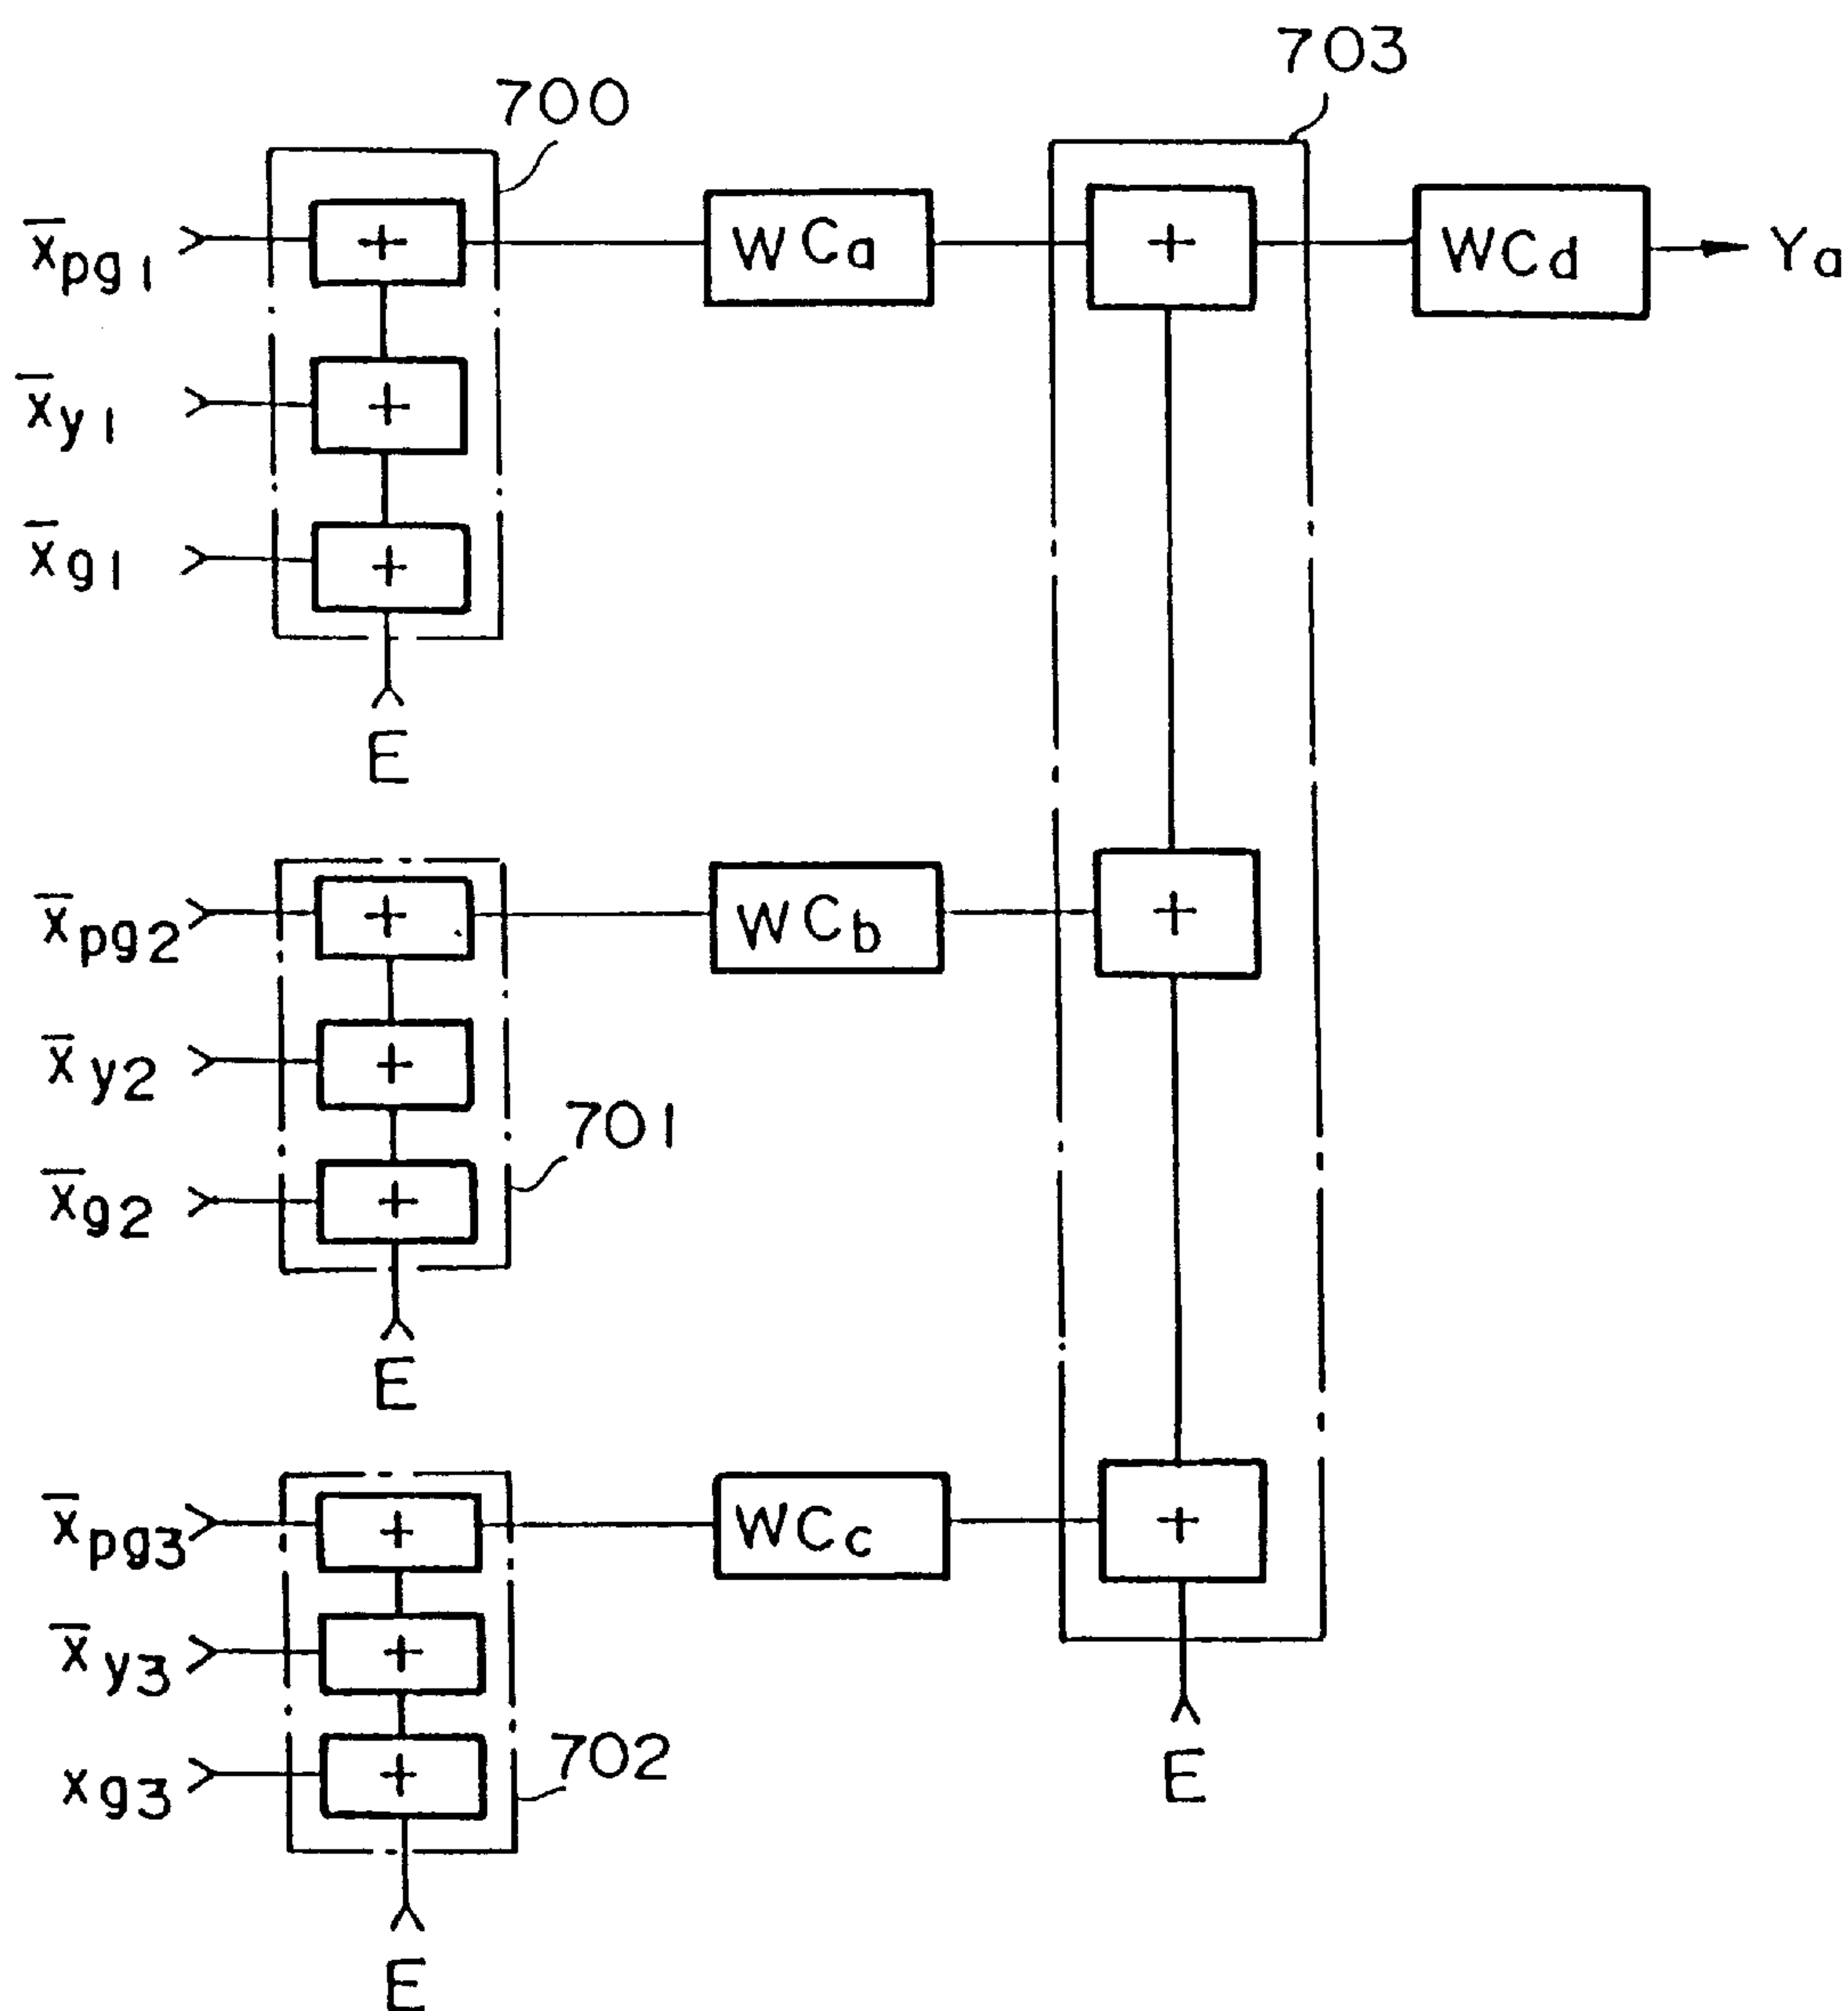 703
700
x̅pg1
+
WCa
+
WCd
Ya
x̅y1
+
x̅g1
+
E
x̅pg2
+
WCb
+
x̅y2
+
701
x̅g2
+
E
x̅pg3
+
WCc
+
x̅y3
+
702
xg3
+
E
E